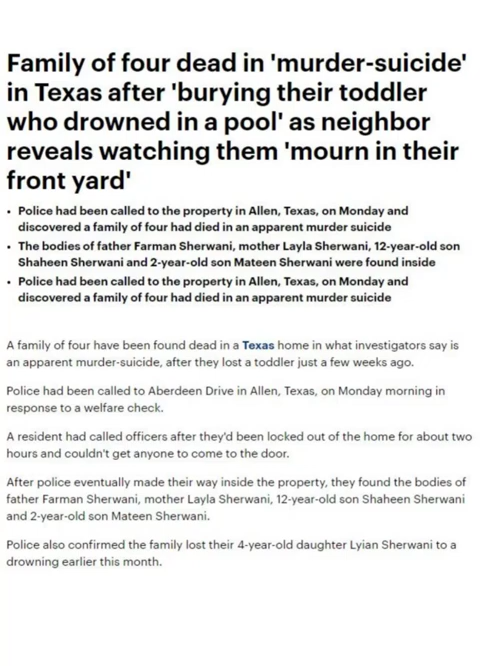 Family of four dead in 'murder-suicide'
in Texas after 'burying their toddler
who drowned in a pool' as neighbor
reveals watching them 'mourn in their
front yard'
• Police had been called to the property in Allen, Texas, on Monday and
discovered a family of four had died in an apparent murder suicide
• The bodies of father Farman Sherwani, mother Layla Sherwani, 12-year-old son
Shaheen Sherwani and 2-year-old son Mateen Sherwani were found inside
• Police had been called to the property in Allen, Texas, on Monday and
discovered a family of four had died in an apparent murder suicide
A family of four have been found dead in a Texas home in what investigators say is
an apparent murder-suicide, after they lost a toddler just a few weeks ago.
Police had been called to Aberdeen Drive in Allen, Texas, on Monday morning in
response to a welfare check.
A resident had called officers after they'd been locked out of the home for about two
hours and couldn't get anyone to come to the door.
After police eventually made their way inside the property, they found the bodies of
father Farman Sherwani, mother Layla Sherwani, 12-year-old son Shaheen Sherwani
and 2-year-old son Mateen Sherwani.
Police also confirmed the family lost their 4-year-old daughter Lyian Sherwani to a
drowning earlier this month.